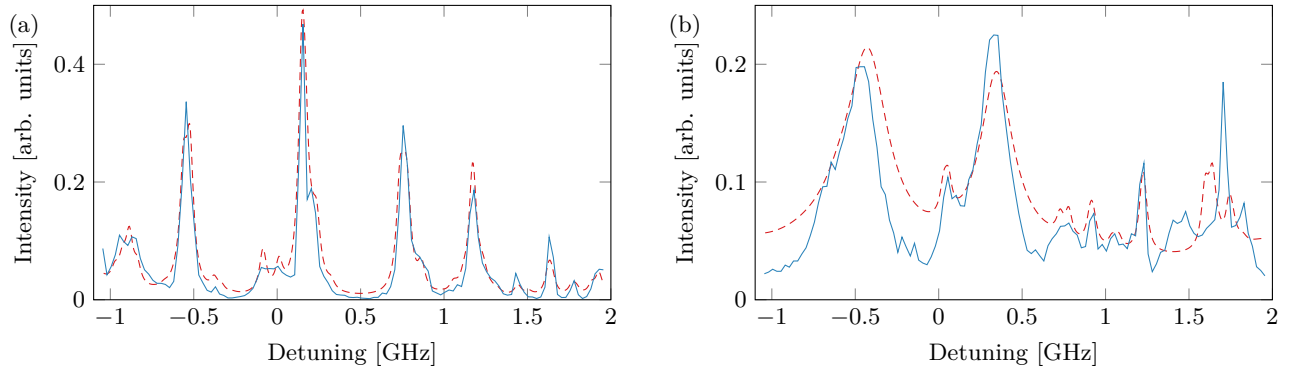 (a)
Intensity [arb. units]
0.4
0.2
0
−1 −0.5 0 0.5 1 1.5 2
Detuning [GHz]
(b)
Intensity [arb. units]
0.2
0.1
0
−1 −0.5 0 0.5 1 1.5 2
Detuning [GHz]